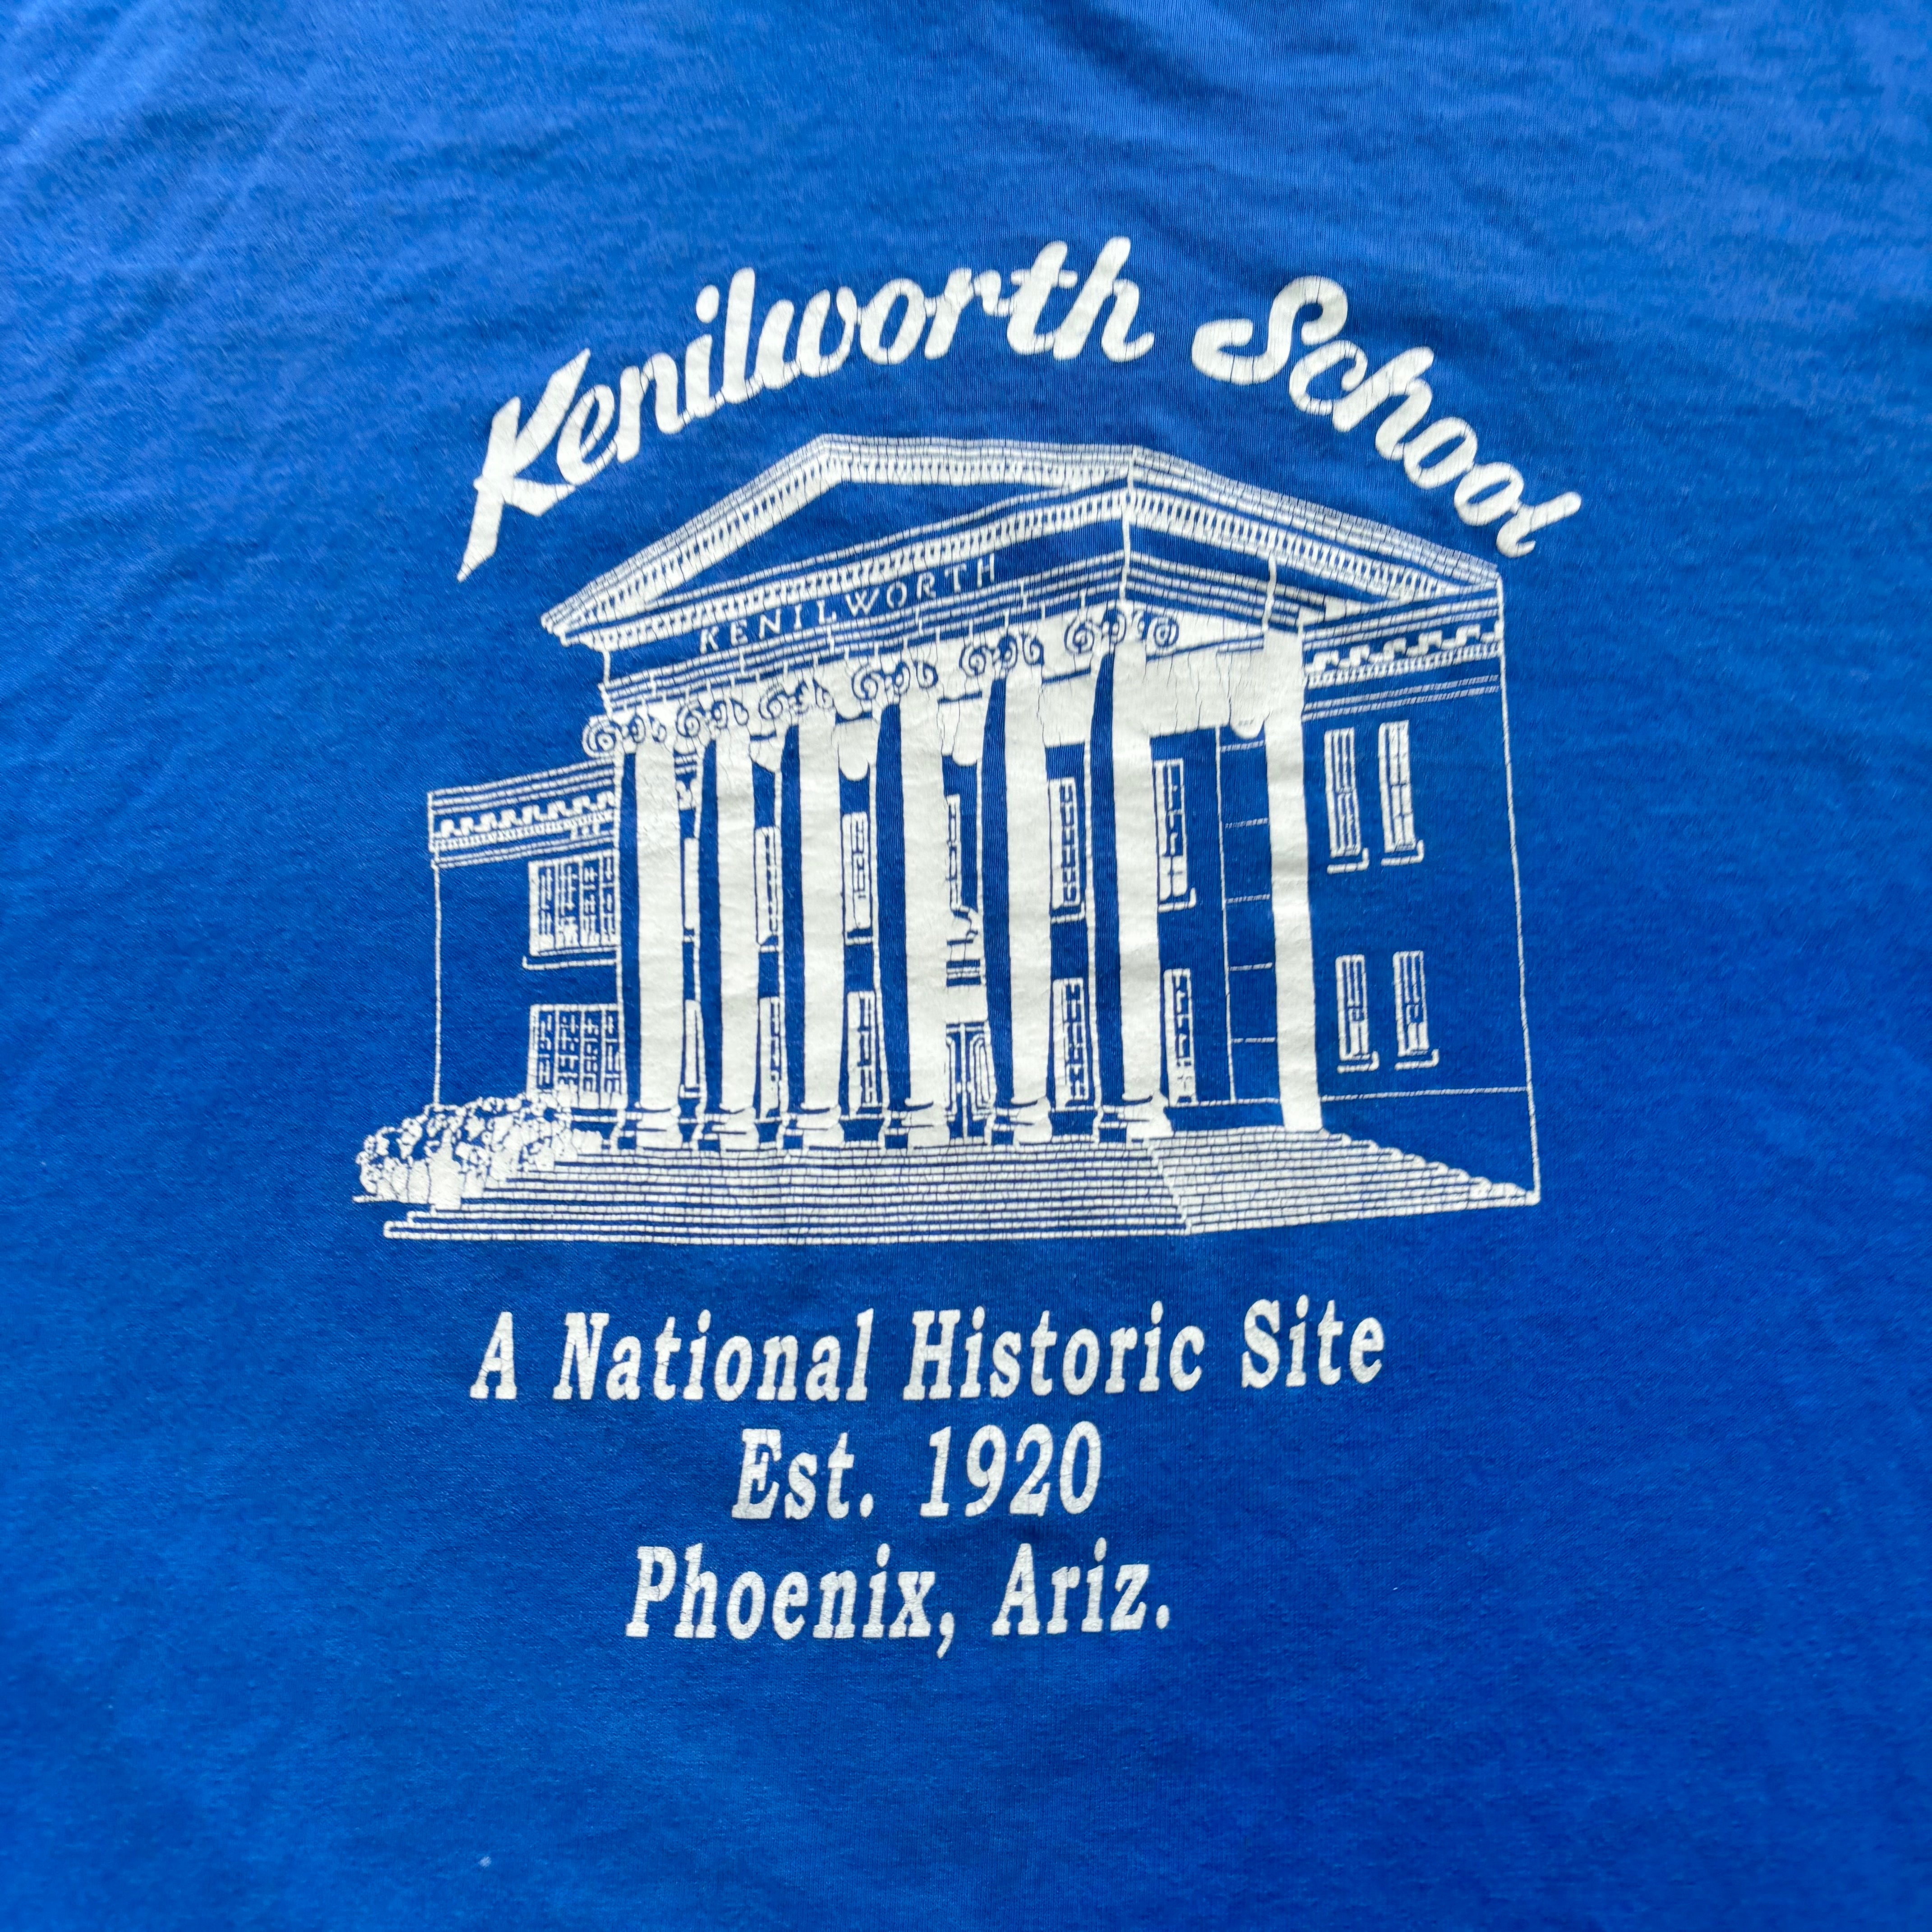 Kenilworth School
KENILWORTH
A National Historic Site
Est. 1920
Phoenix, Ariz.